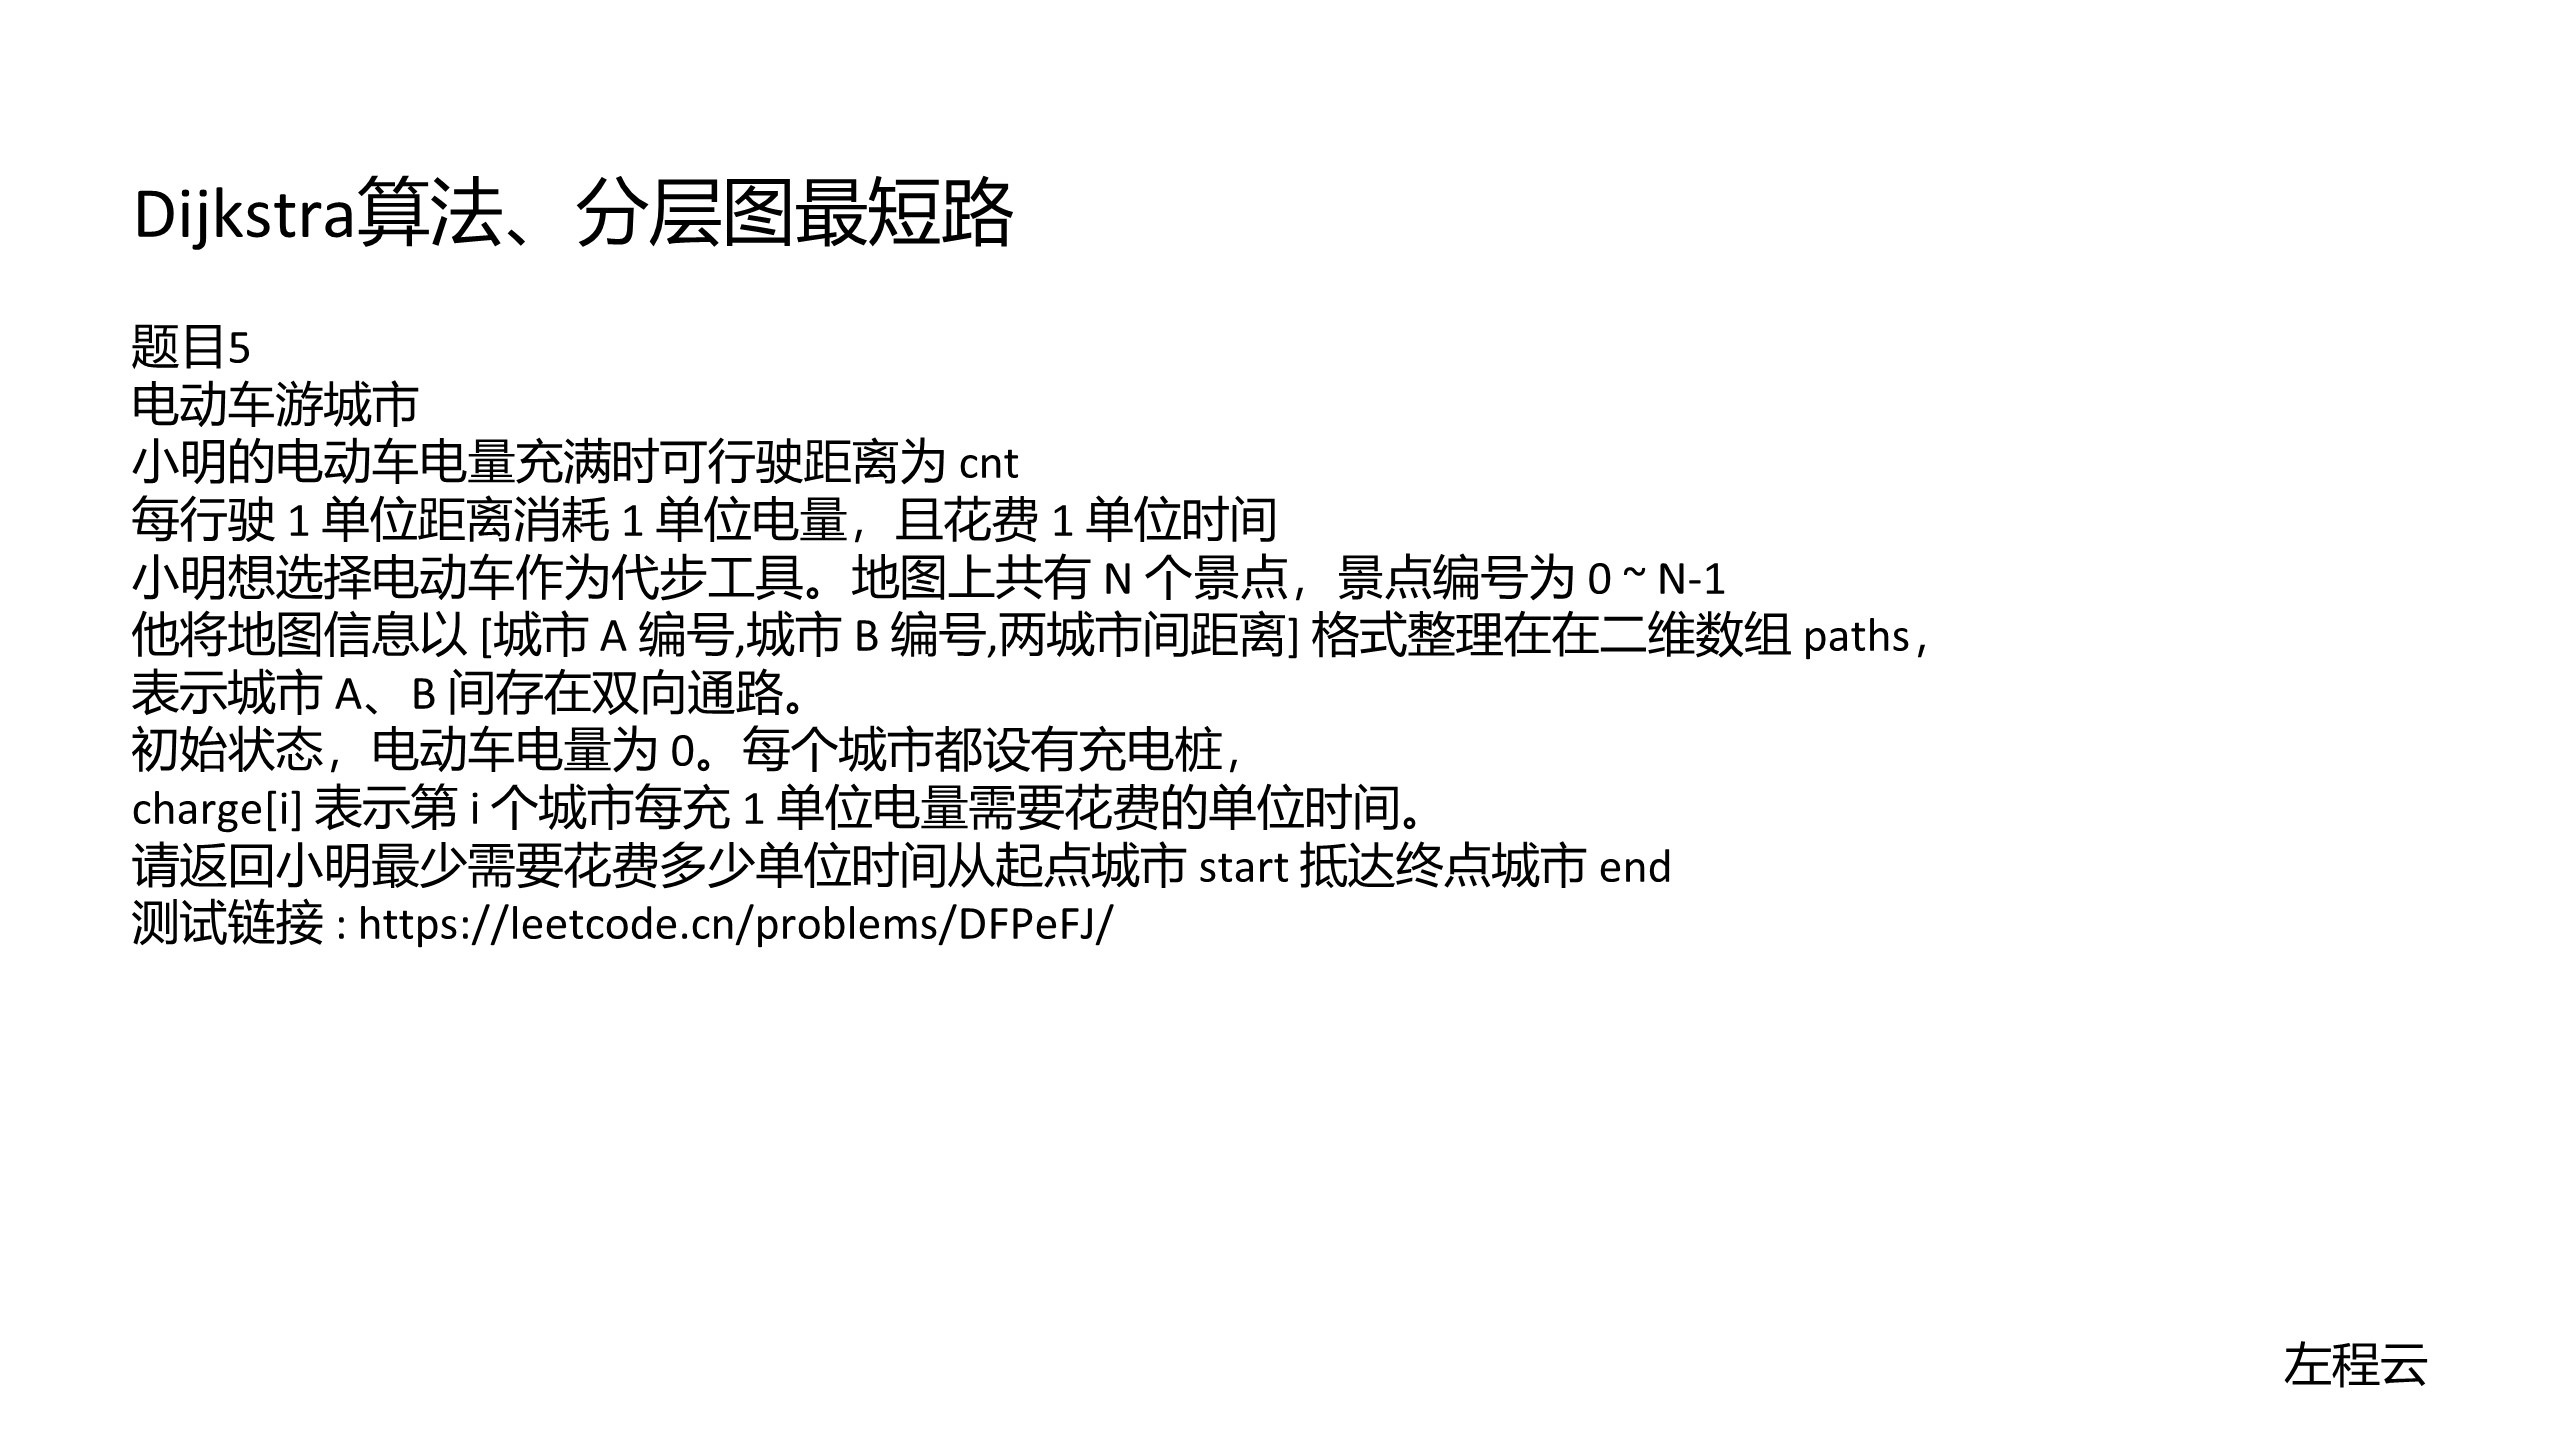 Dijkstra算法、分层图最短路
题目5
电动车游城市
小明的电动车电量充满时可行驶距离为 cnt
每行驶 1 单位距离消耗 1 单位电量，且花费 1 单位时间
小明想选择电动车作为代步工具。地图上共有 N 个景点，景点编号为 0 ~ N-1
他将地图信息以 [城市 A 编号,城市 B 编号,两城市间距离] 格式整理在在二维数组 paths，
表示城市 A、B 间存在双向通路。
初始状态，电动车电量为 0。每个城市都设有充电桩，
charge[i] 表示第 i 个城市每充 1 单位电量需要花费的单位时间。
请返回小明最少需要花费多少单位时间从起点城市 start 抵达终点城市 end
测试链接 : https://leetcode.cn/problems/DFPeFJ/
左程云